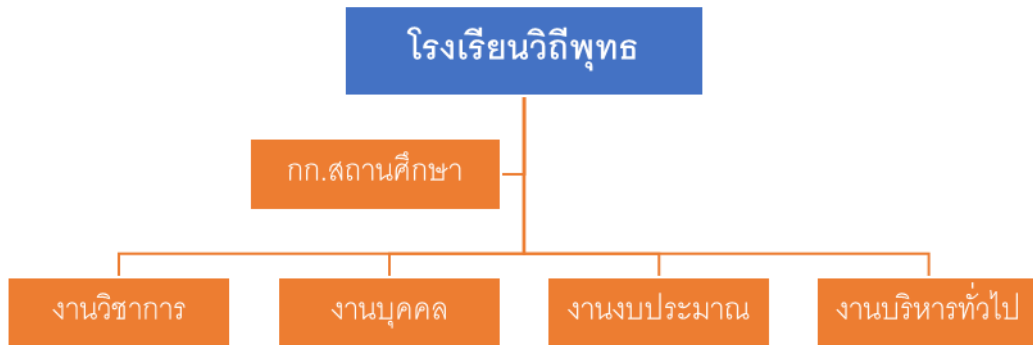 โรงเรียนวิถีพุทธ
กก.สถานศึกษา
งานวิชาการ
งานบุคคล
งานงบประมาณ
งานบริหารทั่วไป